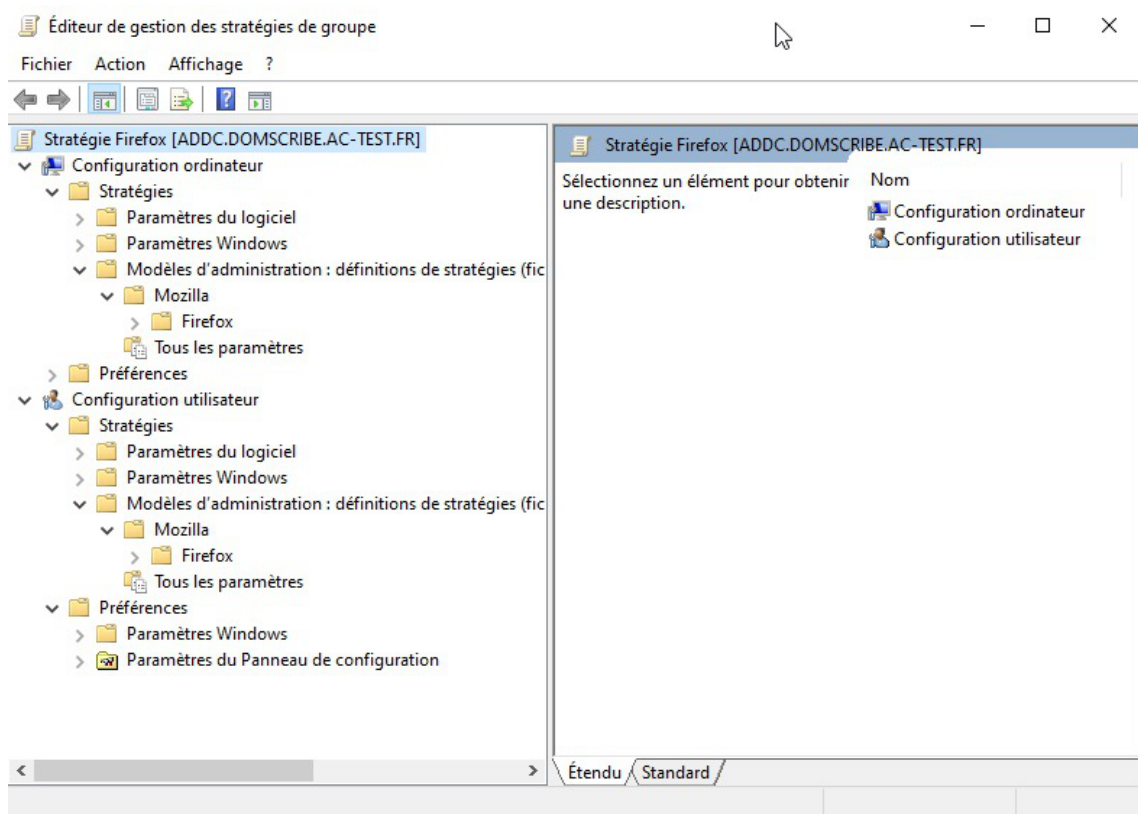 Éditeur de gestion des stratégies de groupe
Fichier Action Affichage ?
Stratégie Firefox [ADDC.DOMSCRIBE.AC-TEST.FR]
Configuration ordinateur
Stratégies
Paramètres du logiciel
Paramètres Windows
Modèles d'administration : définitions de stratégies (fic
Mozilla
Firefox
Tous les paramètres
Préférences
Configuration utilisateur
Stratégies
Paramètres du logiciel
Paramètres Windows
Modèles d'administration : définitions de stratégies (fic
Mozilla
Firefox
Tous les paramètres
Préférences
Paramètres Windows
Paramètres du Panneau de configuration
Stratégie Firefox [ADDC.DOMSCRIBE.AC-TEST.FR]
Sélectionnez un élément pour obtenir
une description.
Nom
Configuration ordinateur
Configuration utilisateur
Étendu Standard